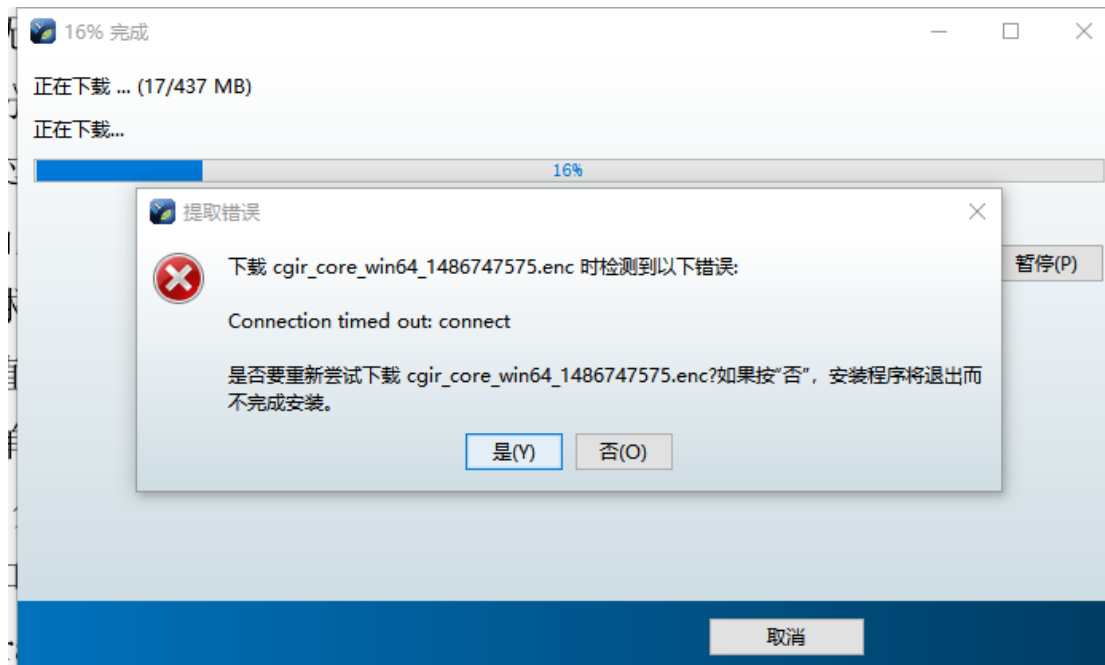 16% 完成
正在下载 ... (17/437 MB)
正在下载...
16%
提取错误
下载 cgir_core_win64_1486747575.enc 时检测到以下错误:
Connection timed out: connect
是否要重新尝试下载 cgir_core_win64_1486747575.enc?如果按"否"，安装程序将退出而
不完成安装。
是(Y)
否(O)
暂停(P)
取消